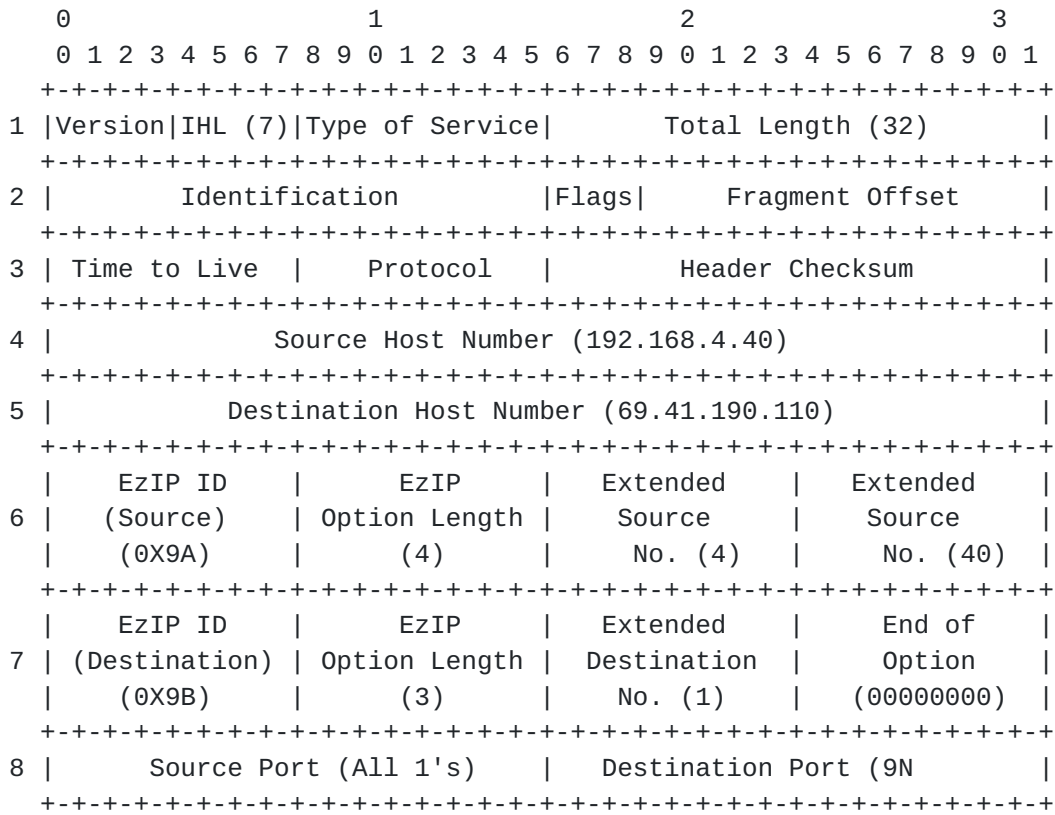 0                   1                   2                   3
    0 1 2 3 4 5 6 7 8 9 0 1 2 3 4 5 6 7 8 9 0 1 2 3 4 5 6 7 8 9 0 1
   +-+-+-+-+-+-+-+-+-+-+-+-+-+-+-+-+-+-+-+-+-+-+-+-+-+-+-+-+-+-+-+-+
 1 |Version|IHL (7)|Type of Service|       Total Length (32)       |
   +-+-+-+-+-+-+-+-+-+-+-+-+-+-+-+-+-+-+-+-+-+-+-+-+-+-+-+-+-+-+-+-+
 2 |        Identification         |Flags|     Fragment Offset     |
   +-+-+-+-+-+-+-+-+-+-+-+-+-+-+-+-+-+-+-+-+-+-+-+-+-+-+-+-+-+-+-+-+
 3 | Time to Live  |    Protocol   |        Header Checksum        |
   +-+-+-+-+-+-+-+-+-+-+-+-+-+-+-+-+-+-+-+-+-+-+-+-+-+-+-+-+-+-+-+-+
 4 |              Source Host Number (192.168.4.40)                |
   +-+-+-+-+-+-+-+-+-+-+-+-+-+-+-+-+-+-+-+-+-+-+-+-+-+-+-+-+-+-+-+-+
 5 |           Destination Host Number (69.41.190.110)             |
   +-+-+-+-+-+-+-+-+-+-+-+-+-+-+-+-+-+-+-+-+-+-+-+-+-+-+-+-+-+-+-+-+
   |    EzIP ID    |      EzIP     |   Extended    |   Extended    |
 6 |   (Source)    | Option Length |    Source     |    Source     |
   |    (0X9A)     |      (4)      |     No. (4)   |     No. (40)  |
   +-+-+-+-+-+-+-+-+-+-+-+-+-+-+-+-+-+-+-+-+-+-+-+-+-+-+-+-+-+-+-+-+
   |    EzIP ID    |      EzIP     |   Extended    |     End of    |
 7 | (Destination) | Option Length |  Destination  |     Option    |
   |    (0X9B)     |      (3)      |    No. (1)    |   (00000000)  |
   +-+-+-+-+-+-+-+-+-+-+-+-+-+-+-+-+-+-+-+-+-+-+-+-+-+-+-+-+-+-+-+-+
 8 |      Source Port (All 1's)    |   Destination Port (9N        |
   +-+-+-+-+-+-+-+-+-+-+-+-+-+-+-+-+-+-+-+-+-+-+-+-+-+-+-+-+-+-+-+-+